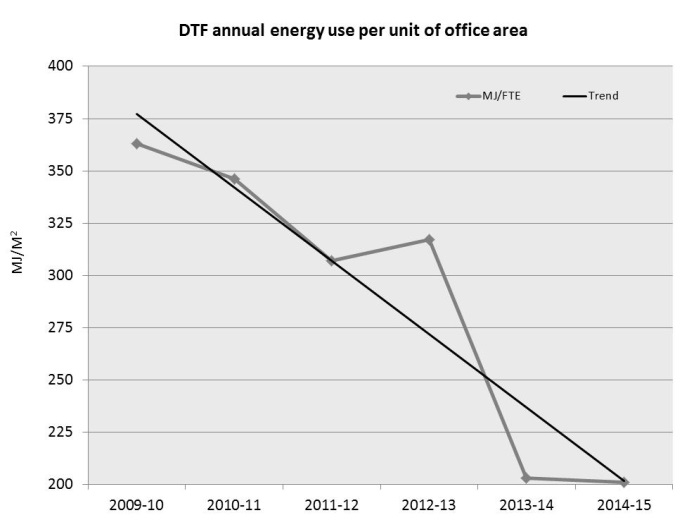 DTF annual energy use per unit of office area
400
MJ/FTE Trend
375
350
325
MJ/M²
300
275
250
225
200
2009-10 2010-11 2011-12 2012-13 2013-14 2014-15